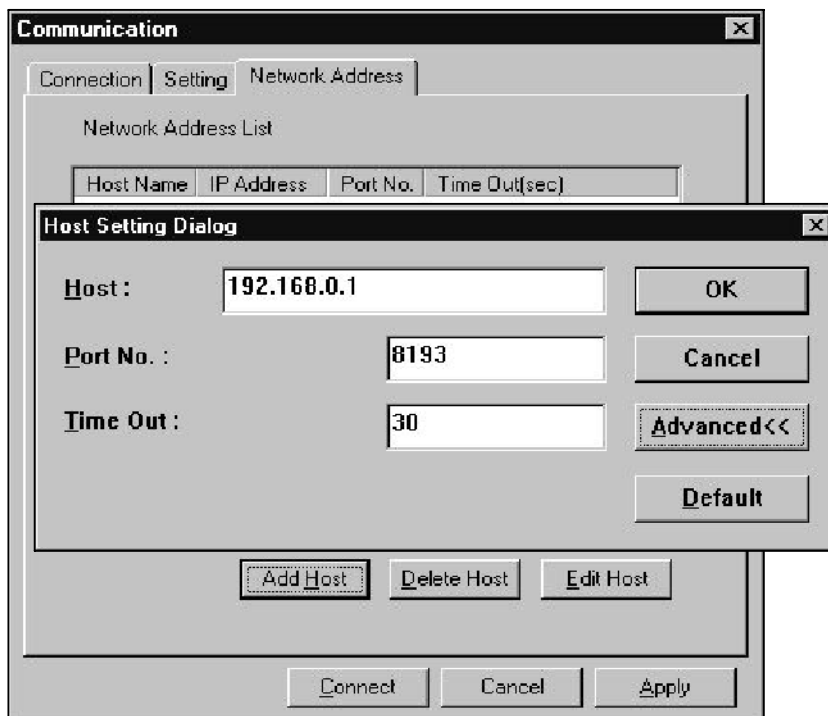 Communication
Connection Setting Network Address
Network Address List
Host Name IP Address Port No. Time Out(sec)
Host Setting Dialog
Host : 192.168.0.1 OK
Port No. : 8193 Cancel
Time Out : 30 Advanced<<
Default
Add Host Delete Host Edit Host
Connect Cancel Apply